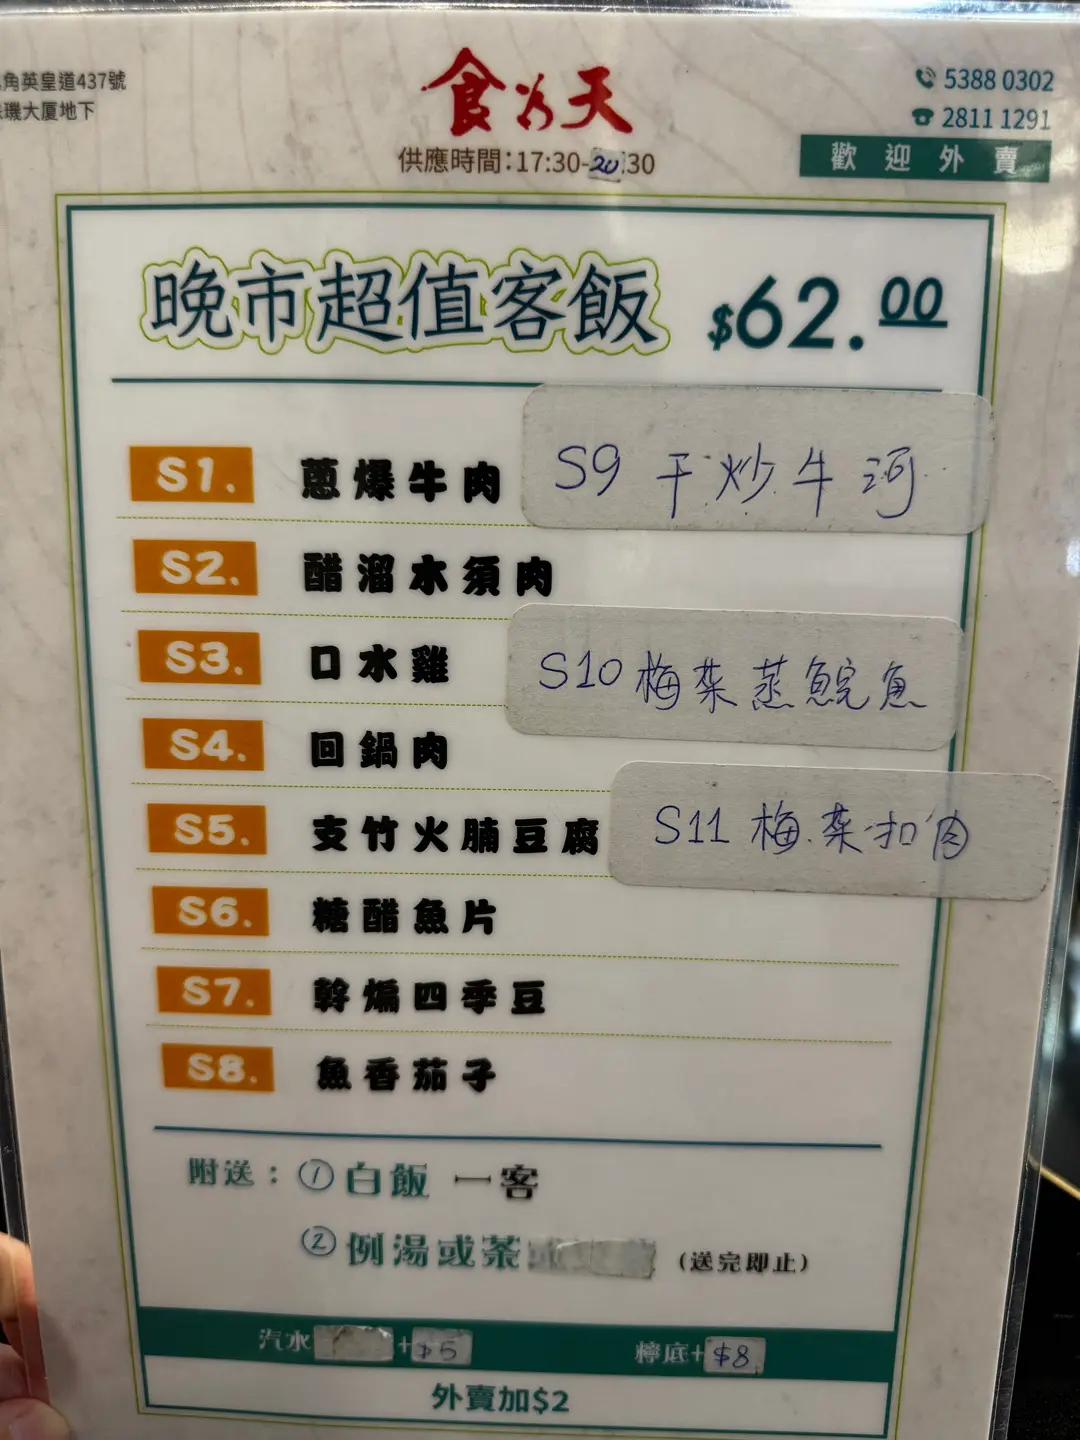 角英皇道437號
璣大廈地下
食為天
供應時間:17:30-20:30
5388 0302
2811 1291
歡迎外賣
晚市超值客飯 $62.00
S1. 蔥爆牛肉
S9 干炒牛河
S2. 醋溜水須肉
S3. 口水雞
S10 梅菜蒸鯇魚
S4. 回鍋肉
S5. 支竹火腩豆腐
S11 梅菜扣肉
S6. 糖醋魚片
S7. 幹煸四季豆
S8. 魚香茄子
附送:① 白飯 一客
② 例湯或茶 (送完即止)
汽水 +$5 檸底+$8
外賣加$2